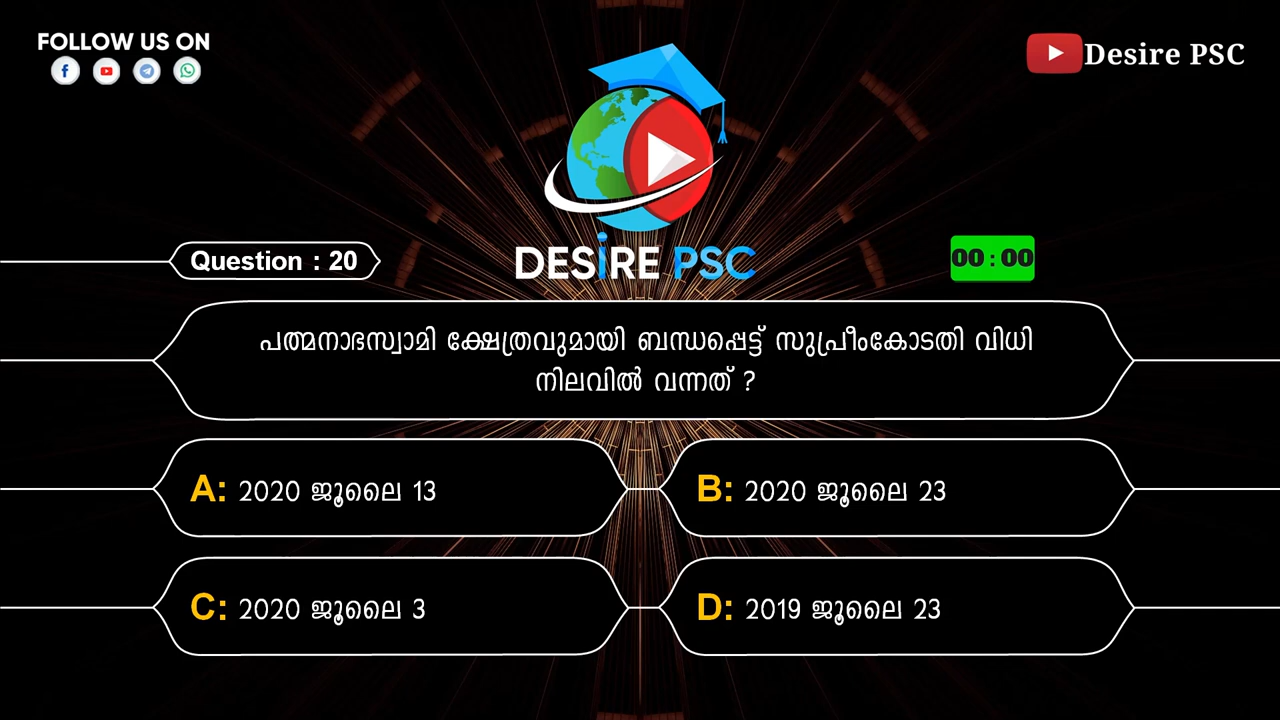 FOLLOW US ON
Desire PSC
DESiRE PSC
Question : 20
00:00
പത്മനാഭസ്വാമി ക്ഷേത്രവുമായി ബന്ധപ്പെട്ട് സുപ്രീംകോടതി വിധി
നിലവിൽ വന്നത് ?
A: 2020 ജൂലൈ 13
B: 2020 ജൂലൈ 23
C: 2020 ജൂലൈ 3
D: 2019 ജൂലൈ 23